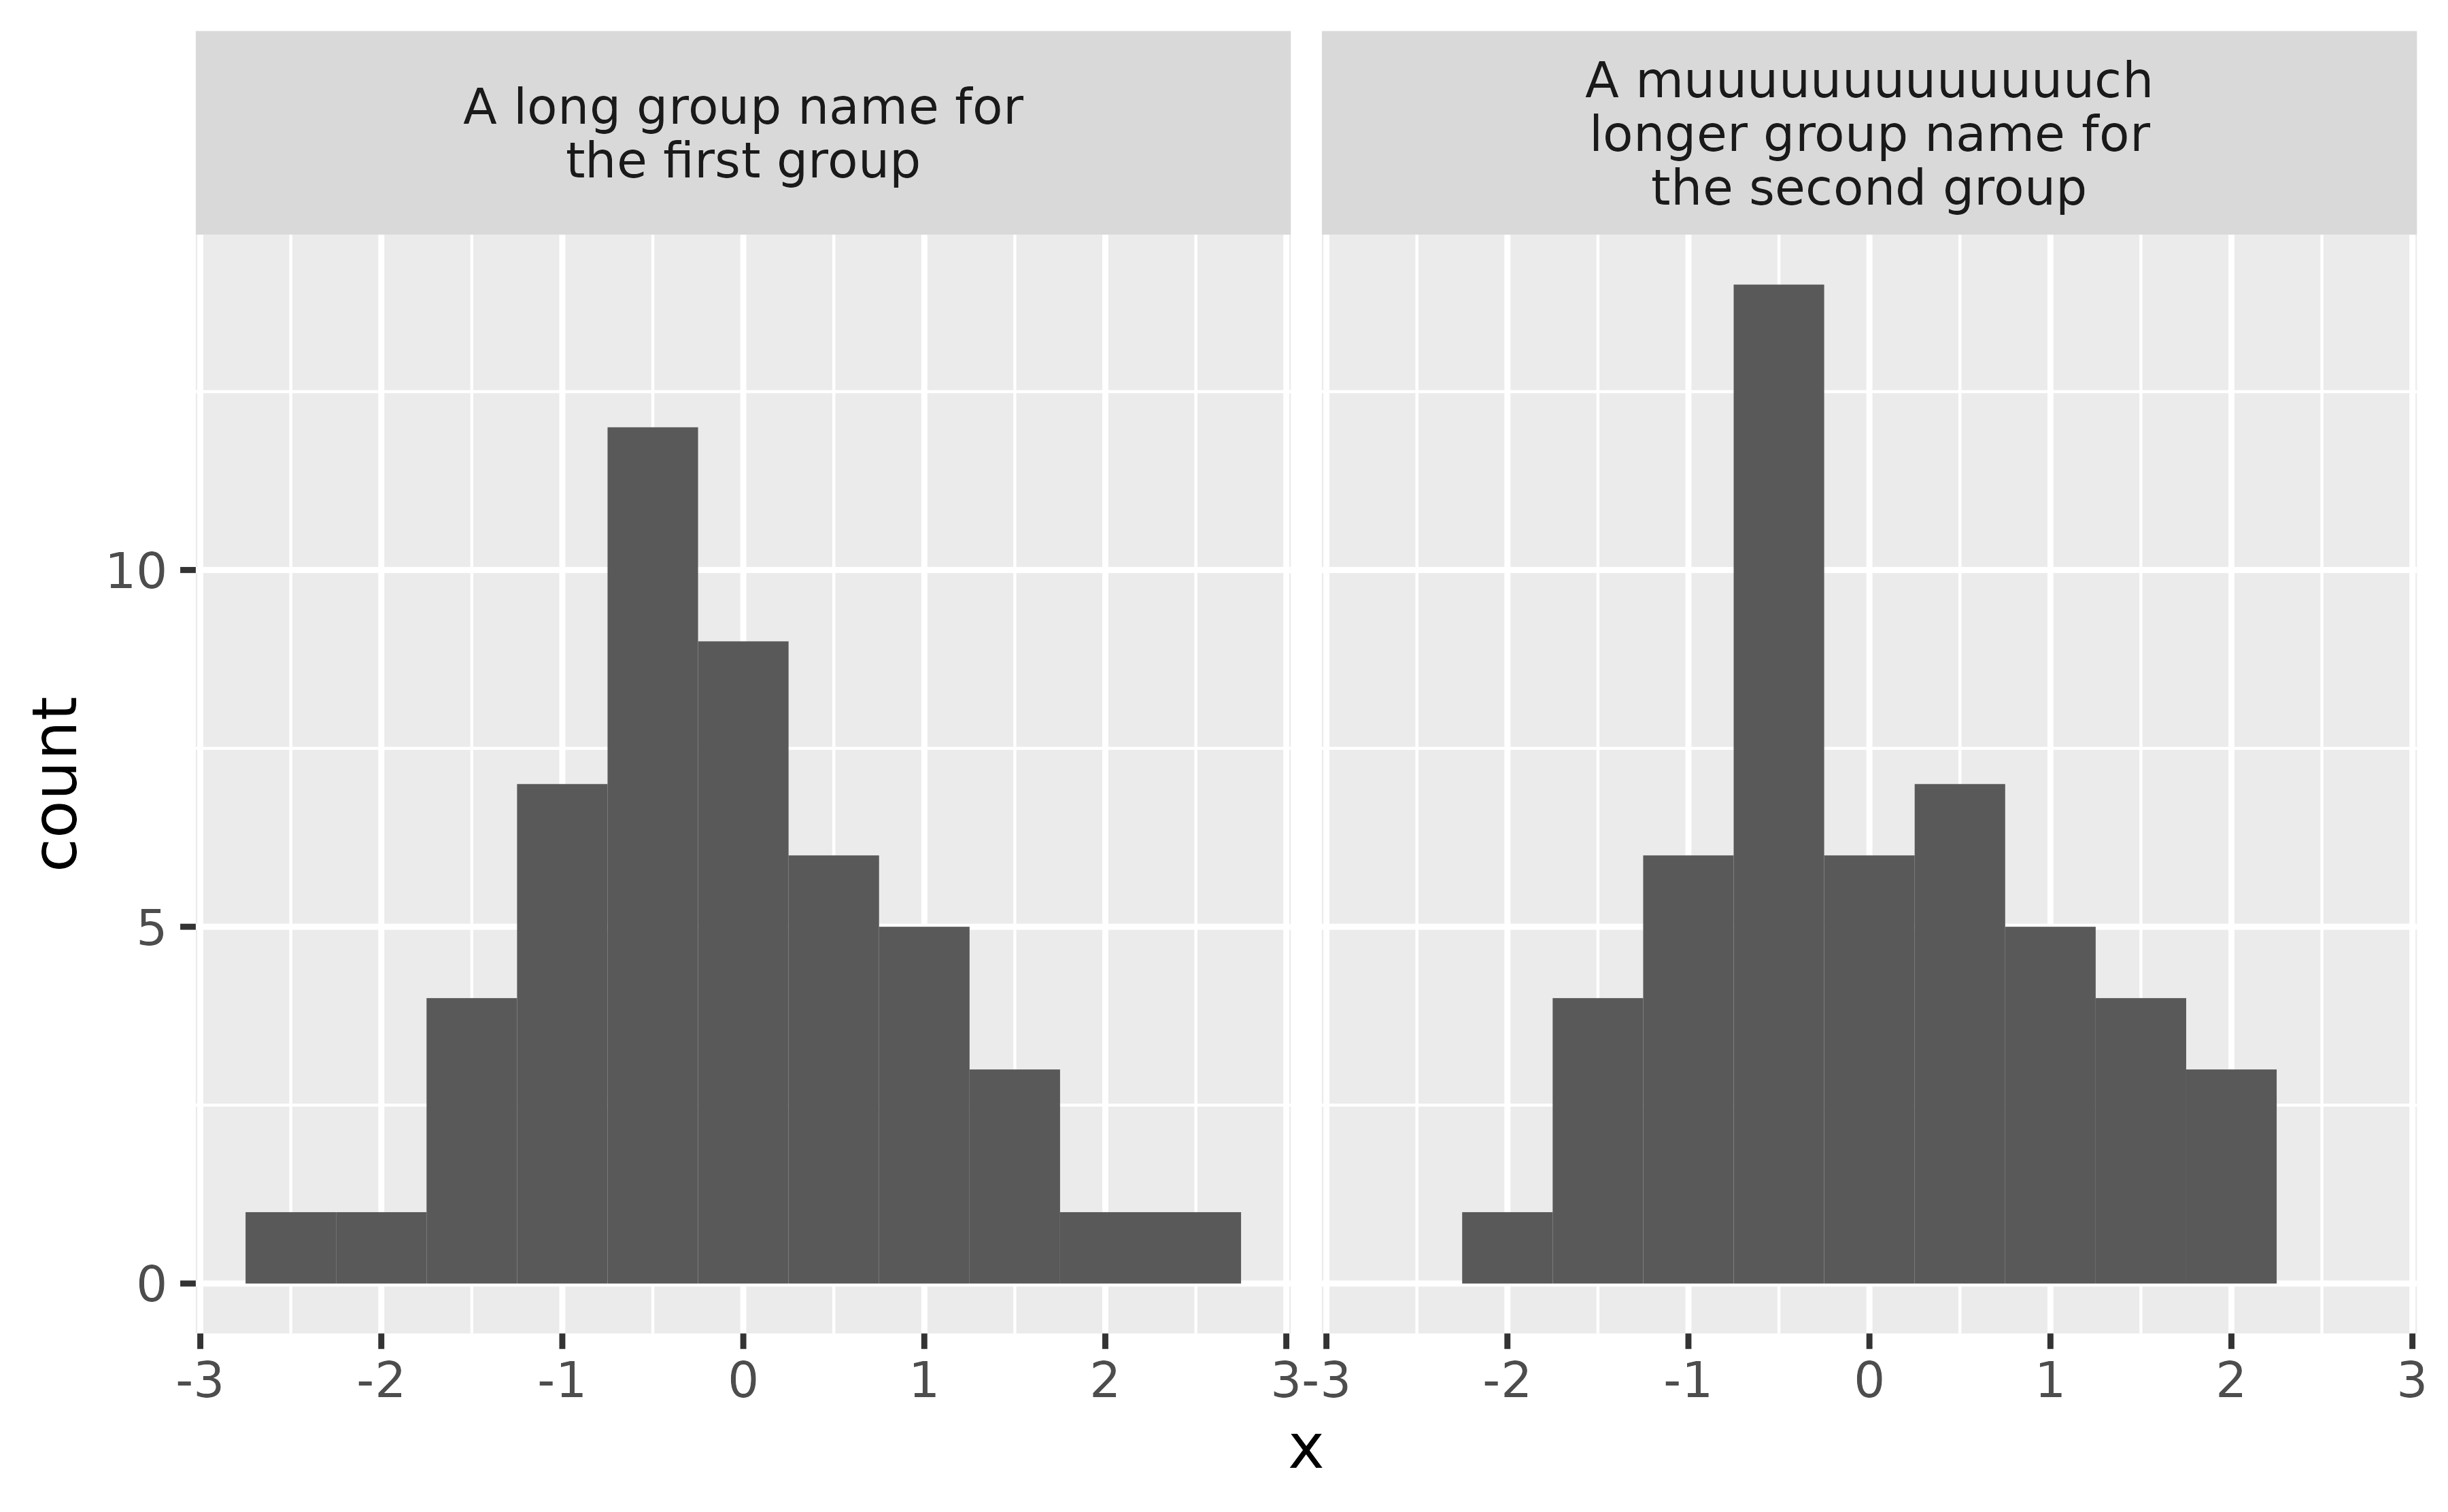 A long group name for
the first group
A muuuuuuuuuuuuuch
longer group name for
the second group
count
10
5
0
-3 -2 -1 0 1 2 3
-3 -2 -1 0 1 2 3
x